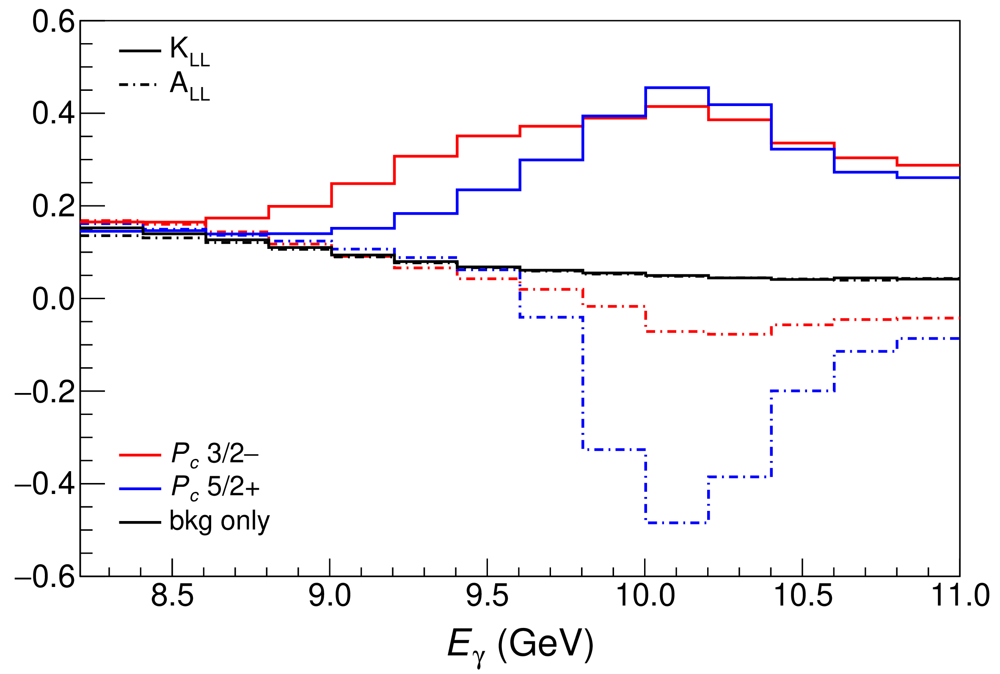 0.6
K_LL
A_LL
0.4
0.2
0.0
−0.2
P_c 3/2−
−0.4
P_c 5/2+
bkg only
−0.6
8.5 9.0 9.5 10.0 10.5 11.0
E_γ (GeV)